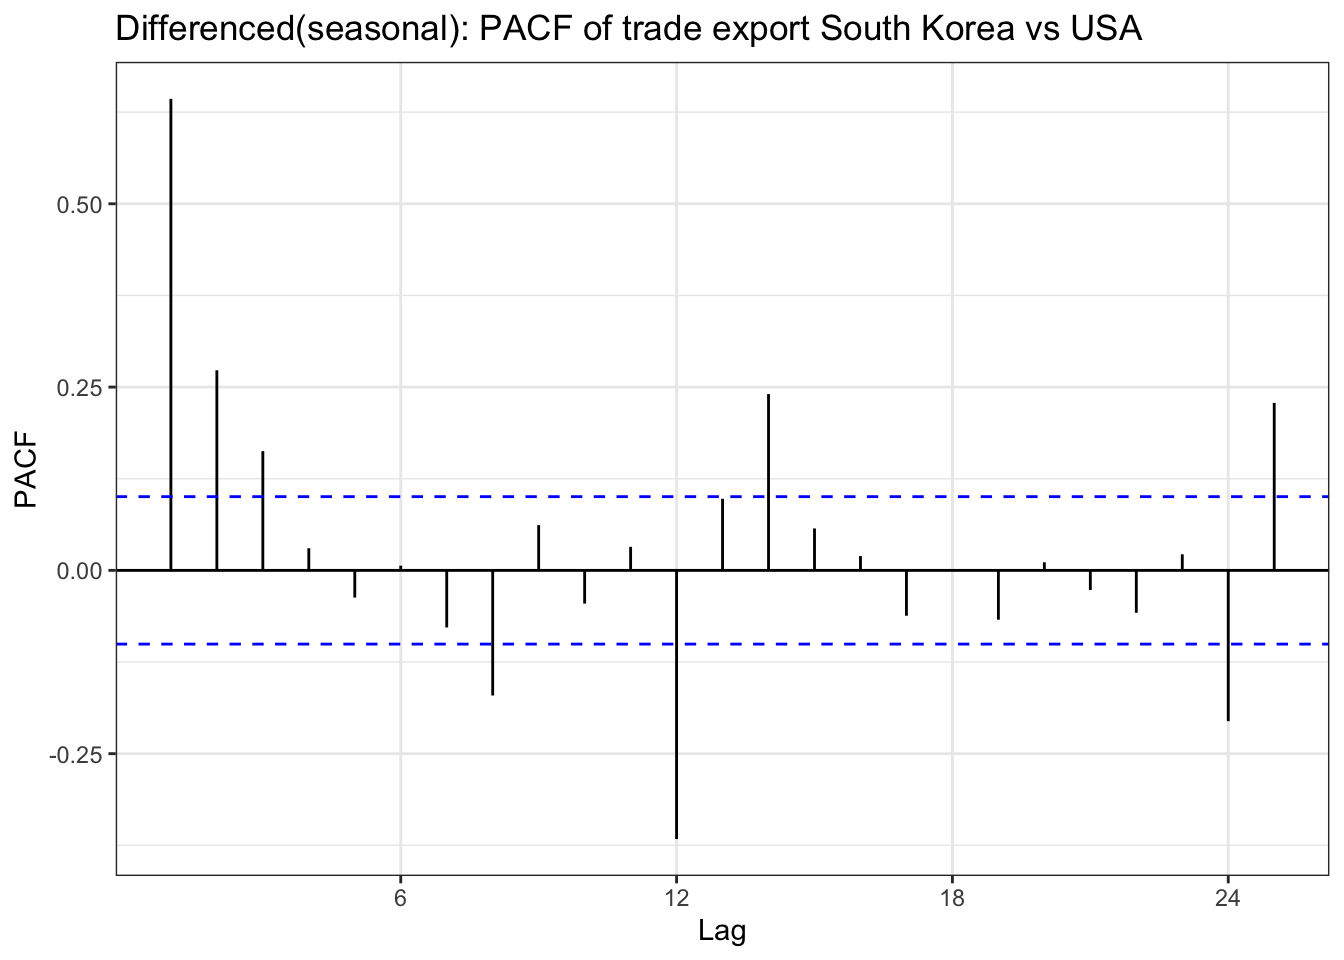 Differenced(seasonal): PACF of trade export South Korea vs USA
0.50
0.25
0.00
-0.25
PACF
6 12 18 24
Lag